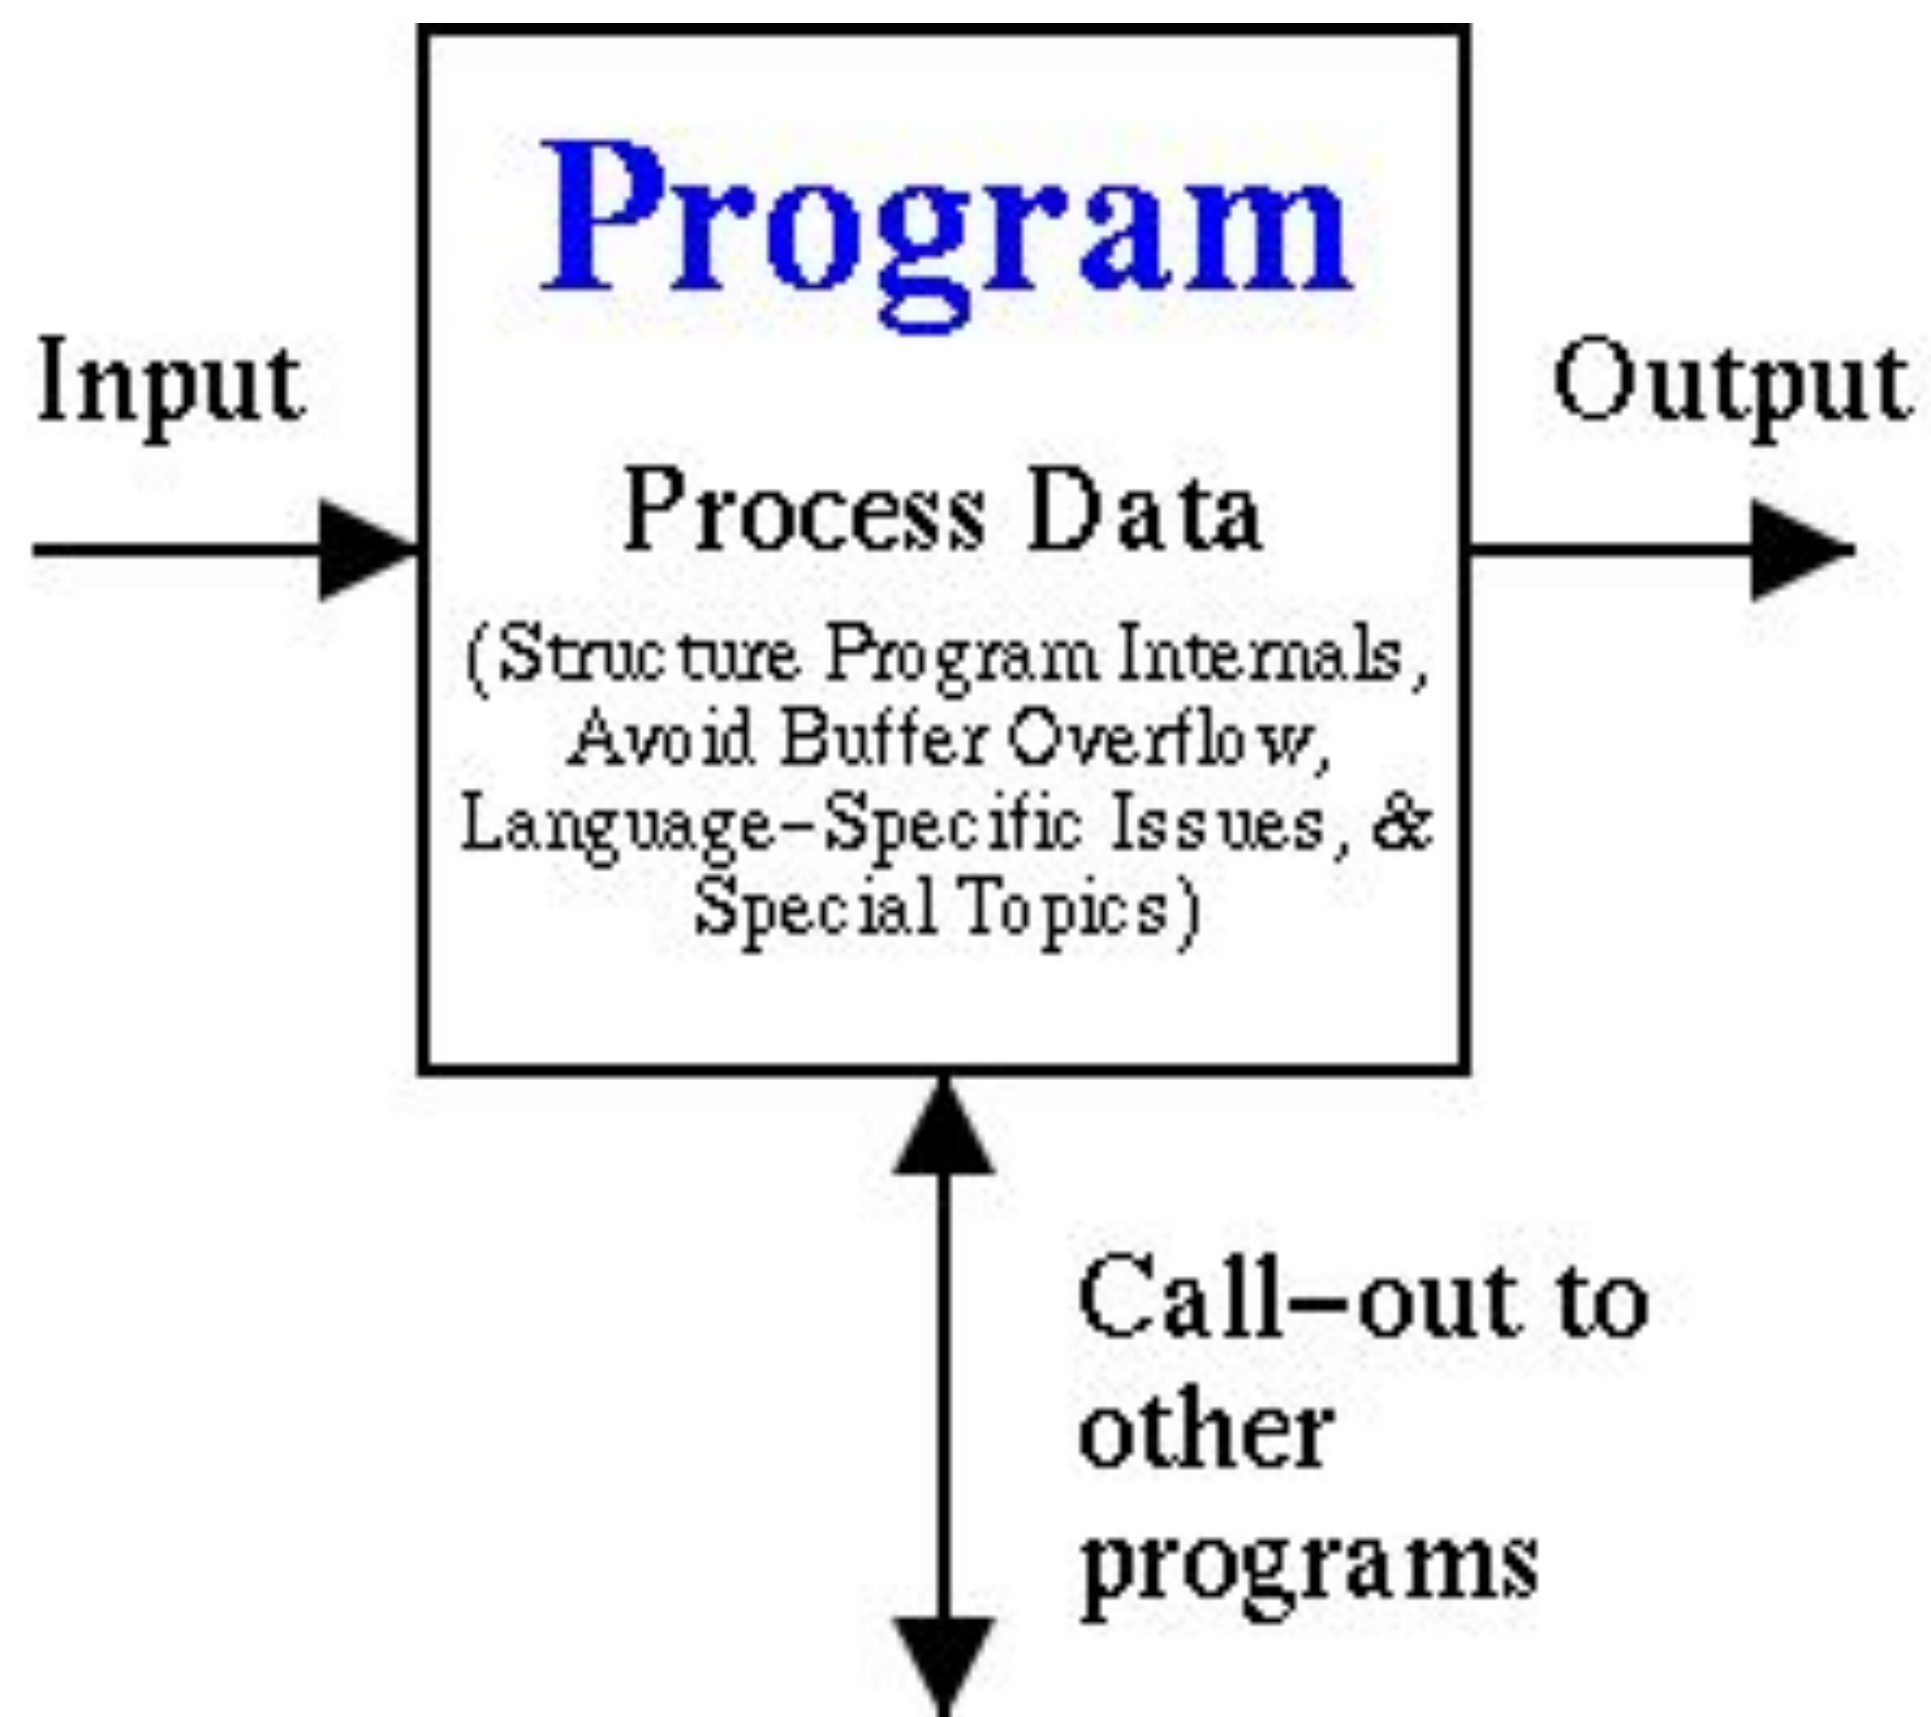 Program
Input
Output
Process Data
(Structure Program Internals,
Avoid Buffer Overflow,
Language–Specific Issues, &
Special Topics)
Call–out to
other
programs